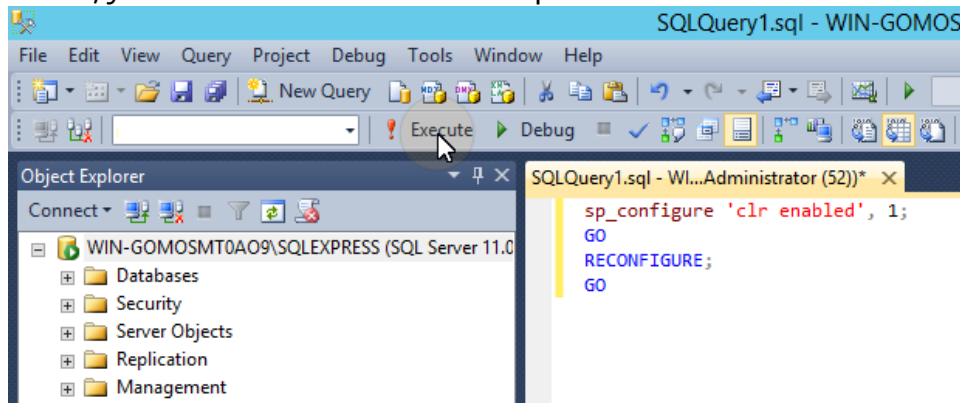 SQLQuery1.sql - WIN-GOMOS
File Edit View Query Project Debug Tools Window Help
New Query
Execute Debug
Object Explorer
SQLQuery1.sql - WI...Administrator (52))*
Connect
sp_configure 'clr enabled', 1;
GO
RECONFIGURE;
GO
WIN-GOMOSMT0AO9\SQLEXPRESS (SQL Server 11.0
Databases
Security
Server Objects
Replication
Management